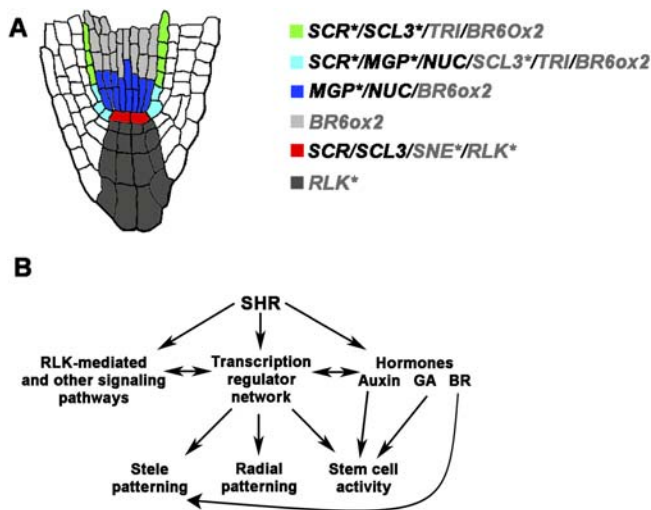 A
SCR*/SCL3*/TRI/BR6Ox2
SCR*/MGP*/NUC/SCL3*/TRI/BR6ox2
MGP*/NUC/BR6ox2
BR6ox2
SCR/SCL3/SNE*/RLK*
RLK*
B
SHR
RLK-mediated
and other signaling
pathways
Transcription
regulator
network
Hormones
Auxin GA BR
Stele
patterning
Radial
patterning
Stem cell
activity